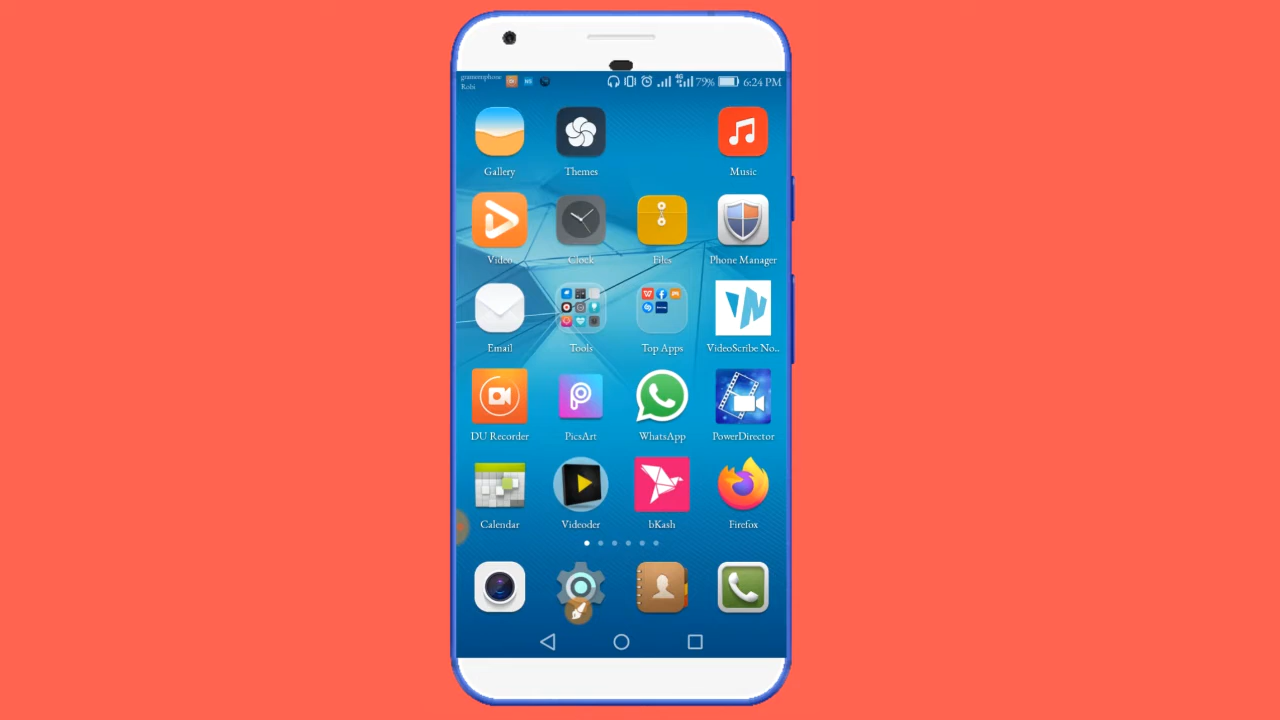 grameenphone
Robi
4G
79%
6:24 PM
Gallery
Themes
Music
Video
Clock
Files
Phone Manager
Email
Tools
Top Apps
VideoScribe No..
DU Recorder
PicsArt
WhatsApp
PowerDirector
Calendar
Videoder
bKash
Firefox